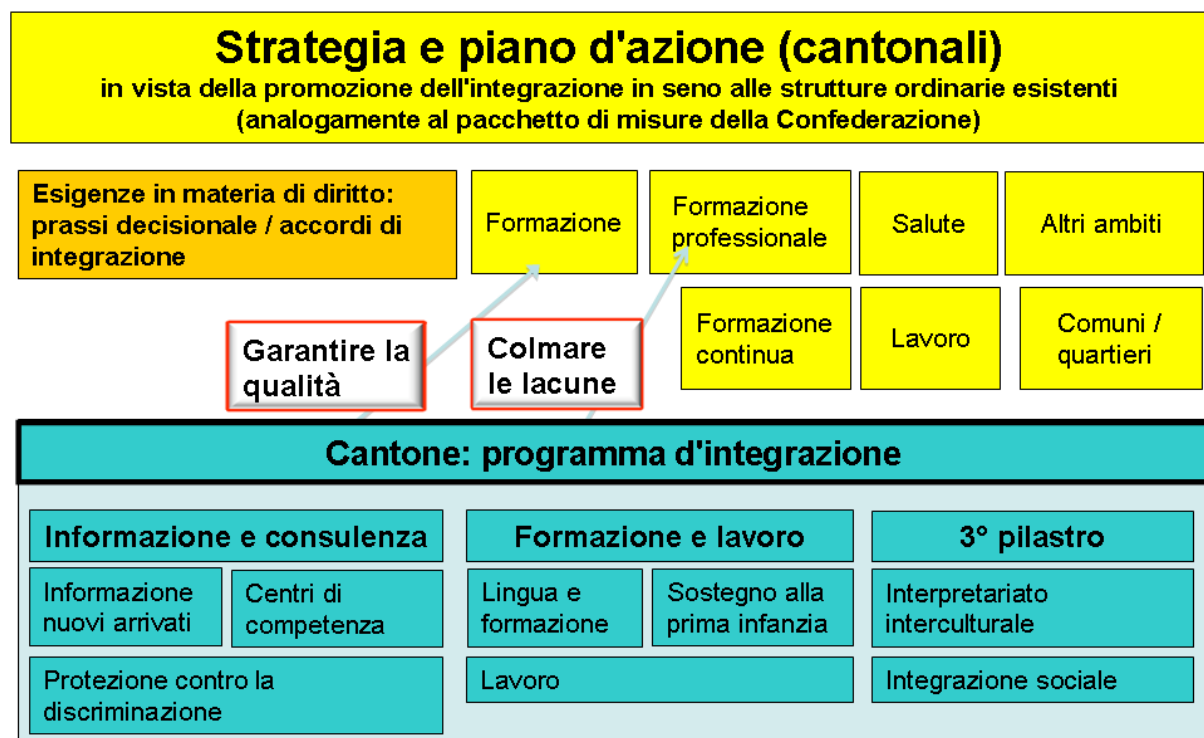 Strategia e piano d'azione (cantonali)
in vista della promozione dell'integrazione in seno alle strutture ordinarie esistenti
(analogamente al pacchetto di misure della Confederazione)
Esigenze in materia di diritto:
prassi decisionale / accordi di
integrazione
Formazione
Formazione
professionale
Salute
Altri ambiti
Formazione
continua
Lavoro
Comuni /
quartieri
Garantire la
qualità
Colmare
le lacune
Cantone: programma d'integrazione
Informazione e consulenza
Informazione
nuovi arrivati
Centri di
competenza
Protezione contro la
discriminazione
Formazione e lavoro
Lingua e
formazione
Sostegno alla
prima infanzia
Lavoro
3° pilastro
Interpretariato
interculturale
Integrazione sociale